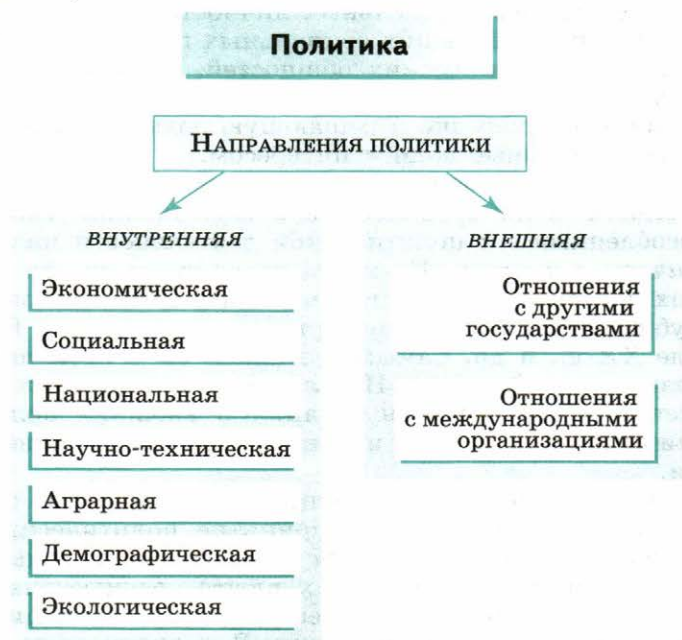 Политика
НАПРАВЛЕНИЯ ПОЛИТИКИ
ВНУТРЕННЯЯ
Экономическая
Социальная
Национальная
Научно-техническая
Аграрная
Демографическая
Экологическая
ВНЕШНЯЯ
Отношения
с другими
государствами
Отношения
с международными
организациями